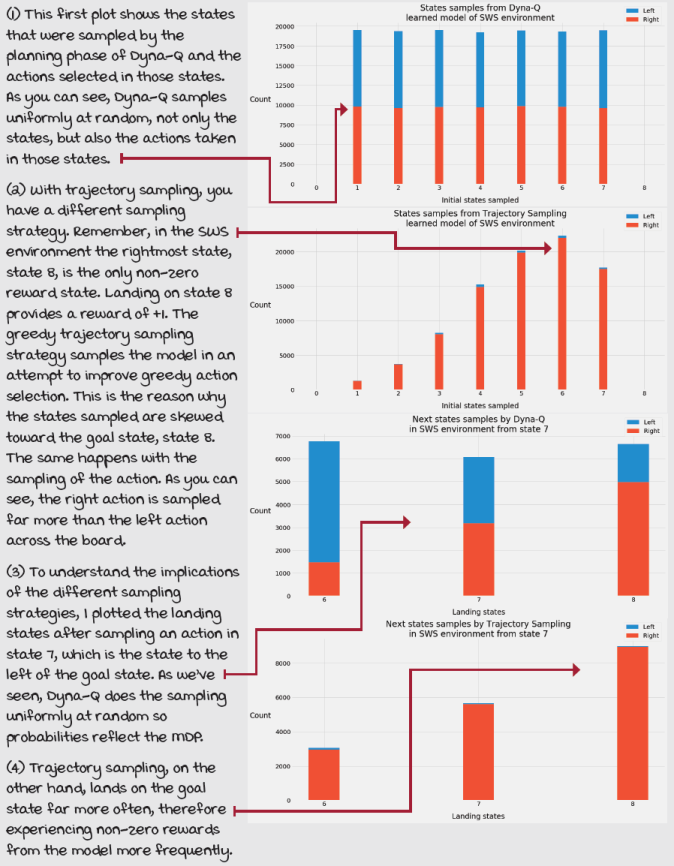 (1) This first plot shows the states
that were sampled by the
planning phase of Dyna-Q and the
actions selected in those states.
As you can see, Dyna-Q samples
uniformly at random, not only the
states, but also the actions taken
in those states.
(2) With trajectory sampling, you
have a different sampling
strategy. Remember, in the SWS
environment the rightmost state,
state 8, is the only non-zero
reward state. Landing on state 8
provides a reward of +1. The
greedy trajectory sampling
strategy samples the model in an
attempt to improve greedy action
selection. This is the reason why
the states sampled are skewed
toward the goal state, state 8.
The same happens with the
sampling of the action. As you can
see, the right action is sampled
far more than the left action
across the board.
(3) To understand the implications
of the different sampling
strategies, I plotted the landing
states after sampling an action in
state 7, which is the state to the
left of the goal state. As we've
seen, Dyna-Q does the sampling
uniformly at random so
probabilities reflect the MDP.
(4) Trajectory sampling, on the
other hand, lands on the goal
state far more often, therefore
experiencing non-zero rewards
from the model more frequently.
States samples from Dyna-Q
learned model of SWS environment
Left
Right
20000
17500
15000
12500
Count
10000
7500
5000
2500
0
0 1 2 3 4 5 6 7 8
Initial states sampled
States samples from Trajectory Sampling
learned model of SWS environment
Left
Right
20000
15000
Count
10000
5000
0
0 1 2 3 4 5 6 7 8
Initial states sampled
Next states samples by Dyna-Q
in SWS environment from state 7
Left
Right
7000
6000
5000
4000
Count
3000
2000
1000
0
6 7 8
Landing states
Next states samples by Trajectory Sampling
in SWS environment from state 7
Left
Right
8000
6000
Count
4000
2000
0
6 7 8
Landing states